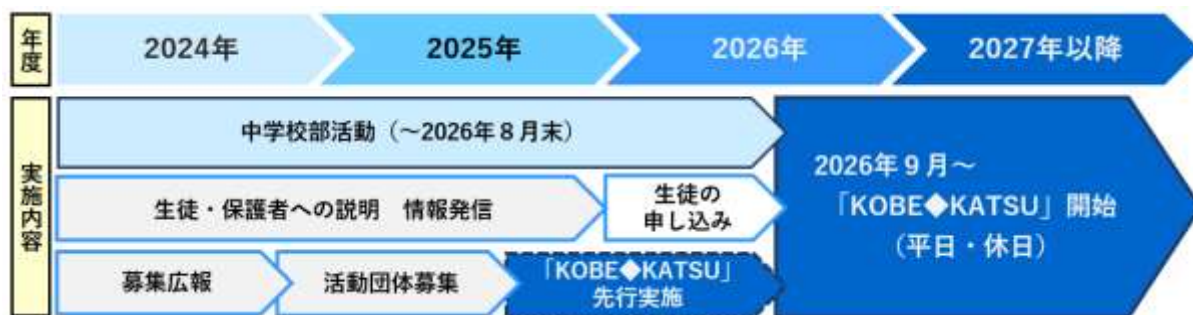 年度
2024年
2025年
2026年
2027年以降
実施内容
中学校部活動（～2026年８月末）
生徒・保護者への説明　情報発信
生徒の
申し込み
募集広報
活動団体募集
「KOBE◆KATSU」
先行実施
2026年９月～
「KOBE◆KATSU」開始
（平日・休日）